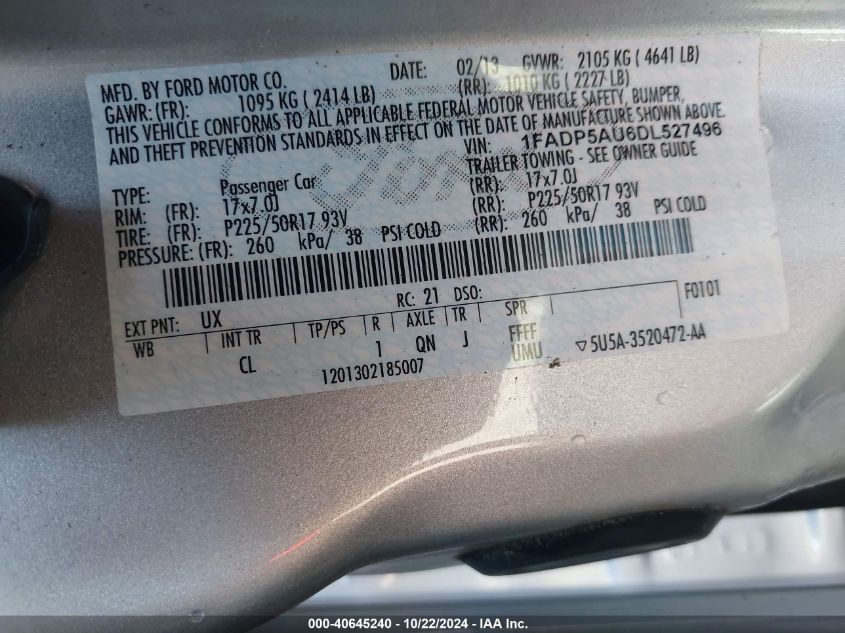 MFD. BY FORD MOTOR CO. DATE: 02/13 GVWR: 2105 KG ( 4641 LB)
GAWR: (FR): 1095 KG ( 2414 LB) (RR): 1010 KG ( 2227 LB)
THIS VEHICLE CONFORMS TO ALL APPLICABLE FEDERAL MOTOR VEHICLE SAFETY, BUMPER,
AND THEFT PREVENTION STANDARDS IN EFFECT ON THE DATE OF MANUFACTURE SHOWN ABOVE.
VIN: 1FADP5AU6DL527496
TRAILER TOWING - SEE OWNER GUIDE
TYPE: Passenger Car
RIM: (FR): 17x7.0J (RR): 17x7.0J
TIRE: (FR): P225/50R17 93V (RR): P225/50R17 93V
PRESSURE: (FR): 260 kPa/ 38 PSI COLD (RR): 260 kPa/ 38 PSI COLD
EXT PNT: UX RC: 21 DSO: F0101
WB INT TR TP/PS R AXLE TR SPR
CL 1 QN J FFFF
UMU
5U5A-3520472-AA
1201302185007
000-40645240 - 10/22/2024 - IAA Inc.